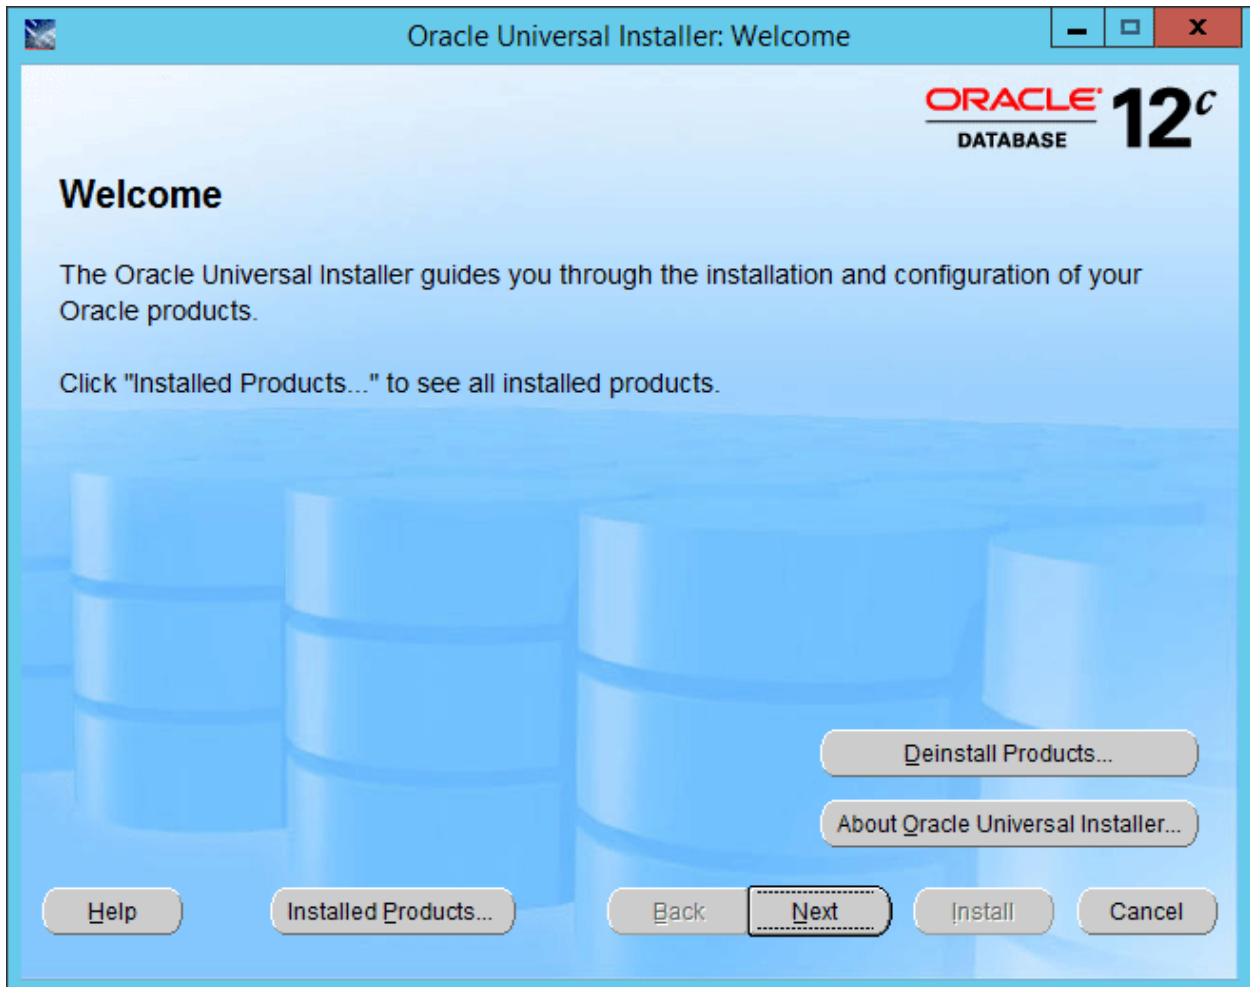 Oracle Universal Installer: Welcome
ORACLE
DATABASE
12c
Welcome
The Oracle Universal Installer guides you through the installation and configuration of your
Oracle products.
Click "Installed Products..." to see all installed products.
Deinstall Products...
About Oracle Universal Installer...
Help
Installed Products...
Back
Next
Install
Cancel